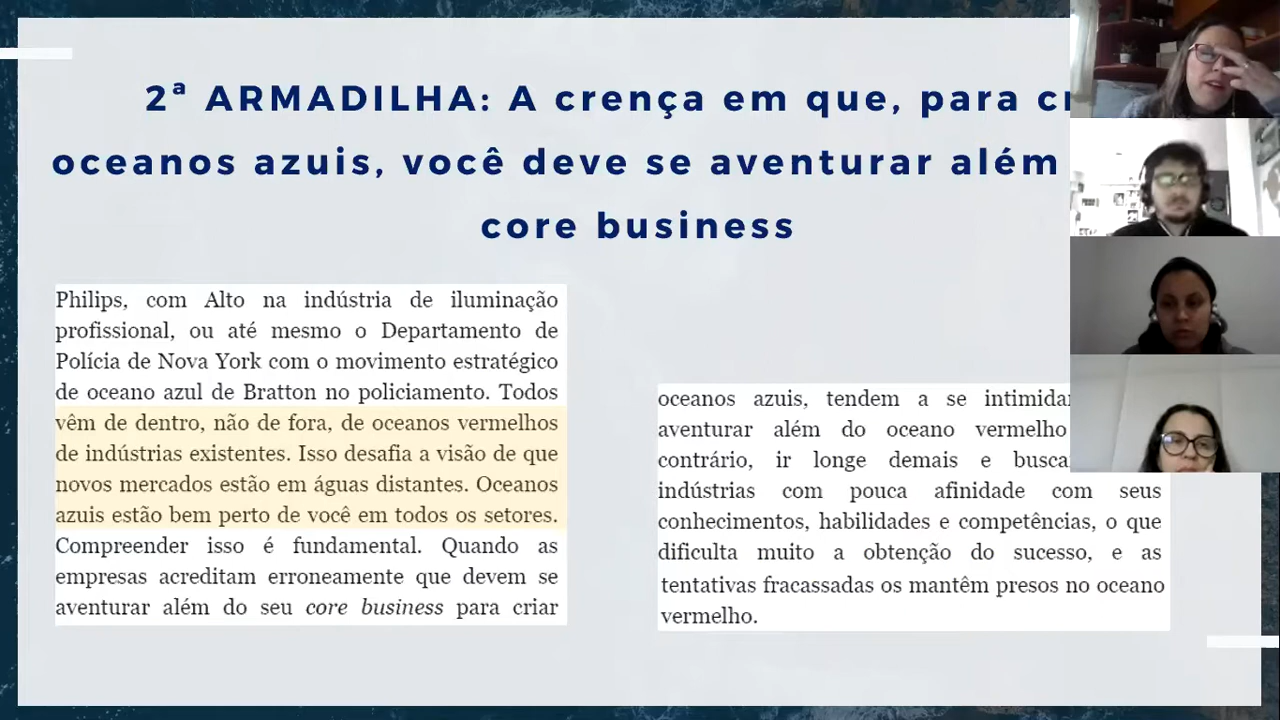 2ª ARMADILHA: A crença em que, para
oceanos azuis, você deve se aventurar além
core business
Philips, com Alto na indústria de iluminação
profissional, ou até mesmo o Departamento de
Polícia de Nova York com o movimento estratégico
de oceano azul de Bratton no policiamento. Todos
vêm de dentro, não de fora, de oceanos vermelhos
de indústrias existentes. Isso desafia a visão de que
novos mercados estão em águas distantes. Oceanos
azuis estão bem perto de você em todos os setores.
Compreender isso é fundamental. Quando as
empresas acreditam erroneamente que devem se
aventurar além do seu core business para criar
oceanos azuis, tendem a se intimidar
aventurar além do oceano vermelho
contrário, ir longe demais e
indústrias com pouca afinidade com seus
conhecimentos, habilidades e competências, o que
dificulta muito a obtenção do sucesso, e as
tentativas fracassadas os mantêm presos no oceano
vermelho.